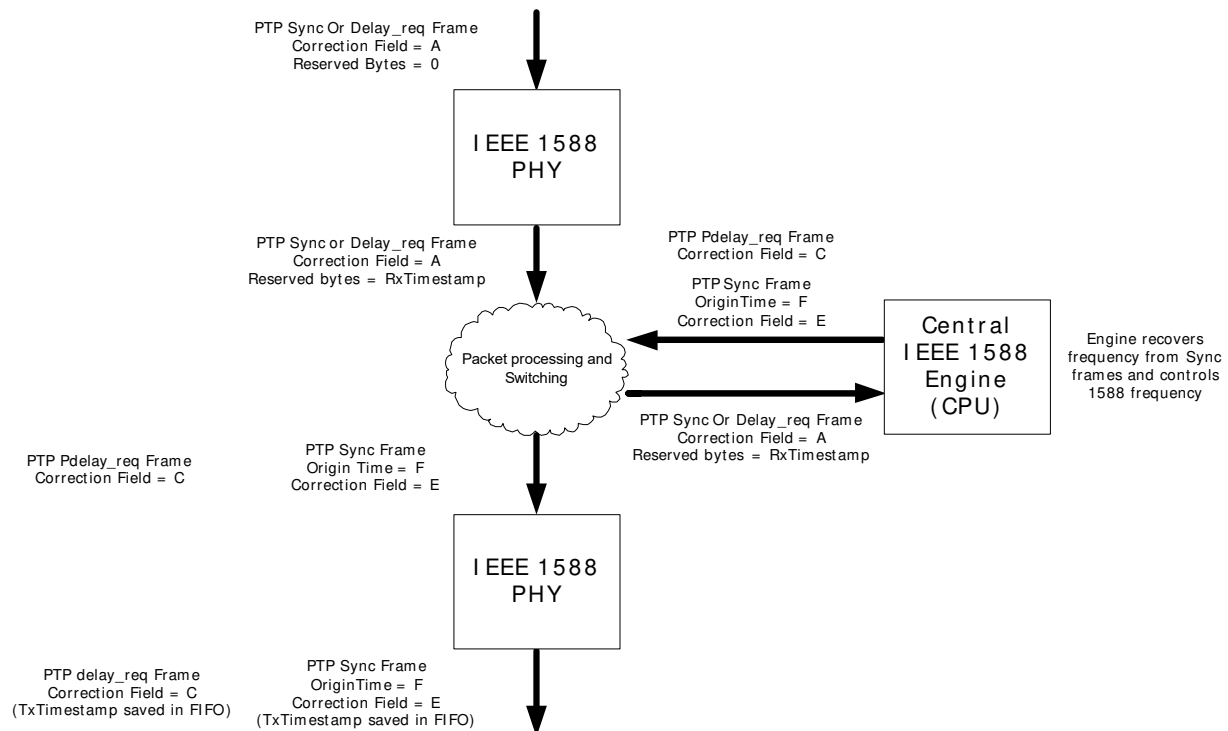 PTP Sync Or Delay_req Frame
Correction Field = A
Reserved Bytes = 0
IEEE 1588
PHY
PTP Sync or Delay_req Frame
Correction Field = A
Reserved bytes = RxTimestamp
PTP Pdelay_req Frame
Correction Field = C
PTP Sync Frame
OriginTime = F
Correction Field = E
Packet processing and
Switching
Central
IEEE 1588
Engine
(CPU)
Engine recovers
frequency from Sync
frames and controls
1588 frequency
PTP Sync Or Delay_req Frame
Correction Field = A
Reserved bytes = RxTimestamp
PTP Pdelay_req Frame
Correction Field = C
PTP Sync Frame
Origin Time = F
Correction Field = E
IEEE 1588
PHY
PTP delay_req Frame
Correction Field = C
(TxTimestamp saved in FIFO)
PTP Sync Frame
OriginTime = F
Correction Field = E
(TxTimestamp saved in FIFO)